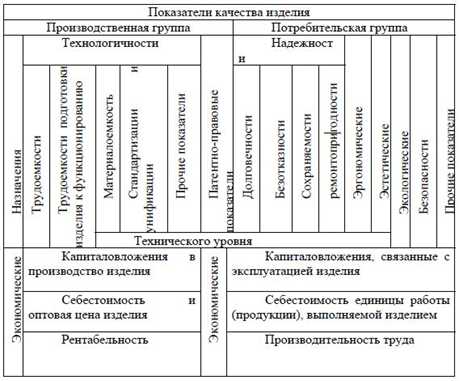 Показатели качества изделия
Производственная группа
Потребительская группа
Технологичности
Надежност
и
Назначения
Трудоемкости
Трудоемкости подготовки
изделия к функционированию
Материалоемкость
Стандартизации и
унификации
Прочие показатели
Патентно-правовые
показатели
Долговечности
Безотказности
Сохраняемости
ремонтопригодности
Эргономические
Эстетические
Экологические
Безопасности
Прочие показатели
Технического уровня
Экономические
Капиталовложения в
производство изделия
Себестоимость и
оптовая цена изделия
Рентабельность
Экономические
Капиталовложения, связанные с
эксплуатацией изделия
Себестоимость единицы работы
(продукции), выполняемой изделием
Производительность труда